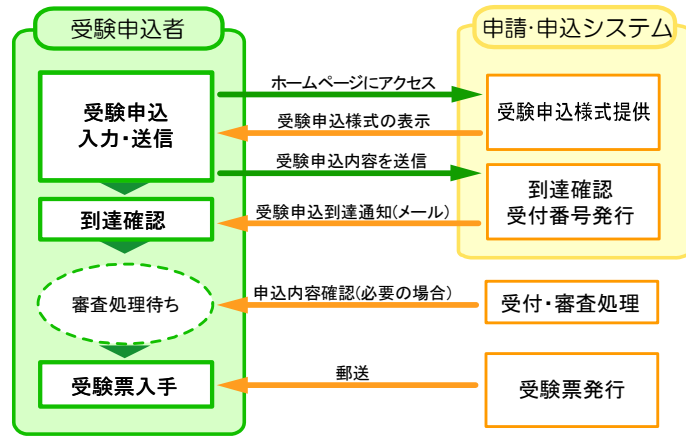 受験申込者
申請・申込システム
ホームページにアクセス
受験申込
入力・送信
受験申込様式提供
受験申込様式の表示
受験申込内容を送信
到達確認
受付番号発行
到達確認
受験申込到達通知(メール)
審査処理待ち
申込内容確認(必要の場合)
受付・審査処理
受験票入手
郵送
受験票発行